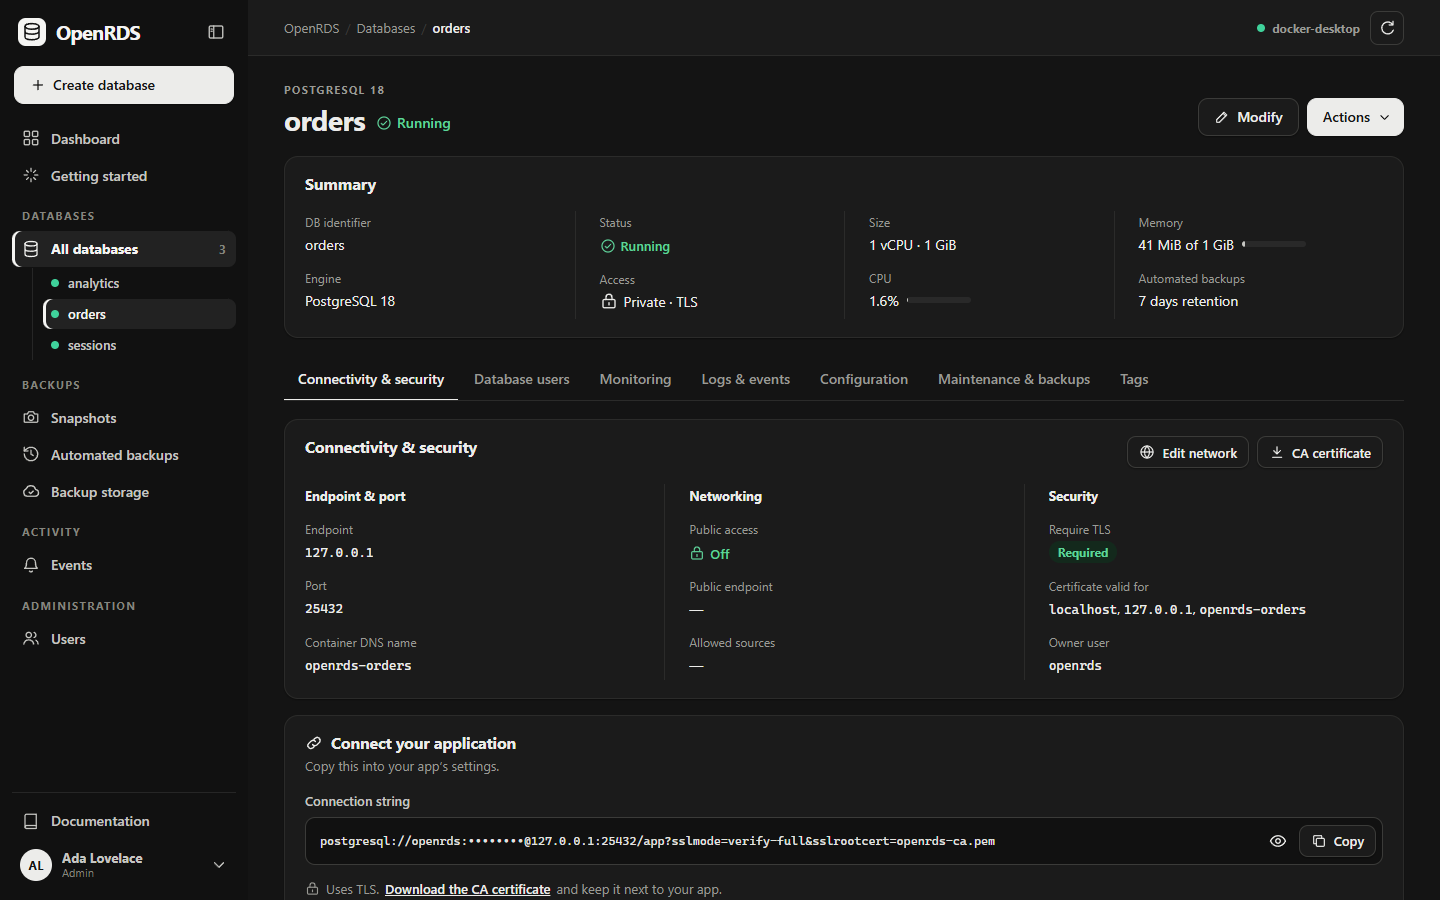 OpenRDS
Create database
Dashboard
Getting started
DATABASES
All databases 3
analytics
orders
sessions
BACKUPS
Snapshots
Automated backups
Backup storage
ACTIVITY
Events
ADMINISTRATION
Users
Documentation
AL
Ada Lovelace
Admin
OpenRDS / Databases / orders
docker-desktop
POSTGRESQL 18
orders Running
Modify
Actions
Summary
DB identifier
orders
Engine
PostgreSQL 18
Status
Running
Access
Private · TLS
Size
1 vCPU · 1 GiB
CPU
1.6%
Memory
41 MiB of 1 GiB
Automated backups
7 days retention
Connectivity & security Database users Monitoring Logs & events Configuration Maintenance & backups Tags
Connectivity & security
Edit network
CA certificate
Endpoint & port
Endpoint
127.0.0.1
Port
25432
Container DNS name
openrds-orders
Networking
Public access
Off
Public endpoint
—
Allowed sources
—
Security
Require TLS
Required
Certificate valid for
localhost, 127.0.0.1, openrds-orders
Owner user
openrds
Connect your application
Copy this into your app's settings.
Connection string
postgresql://openrds:••••••••@127.0.0.1:25432/app?sslmode=verify-full&sslrootcert=openrds-ca.pem
Copy
Uses TLS. Download the CA certificate and keep it next to your app.